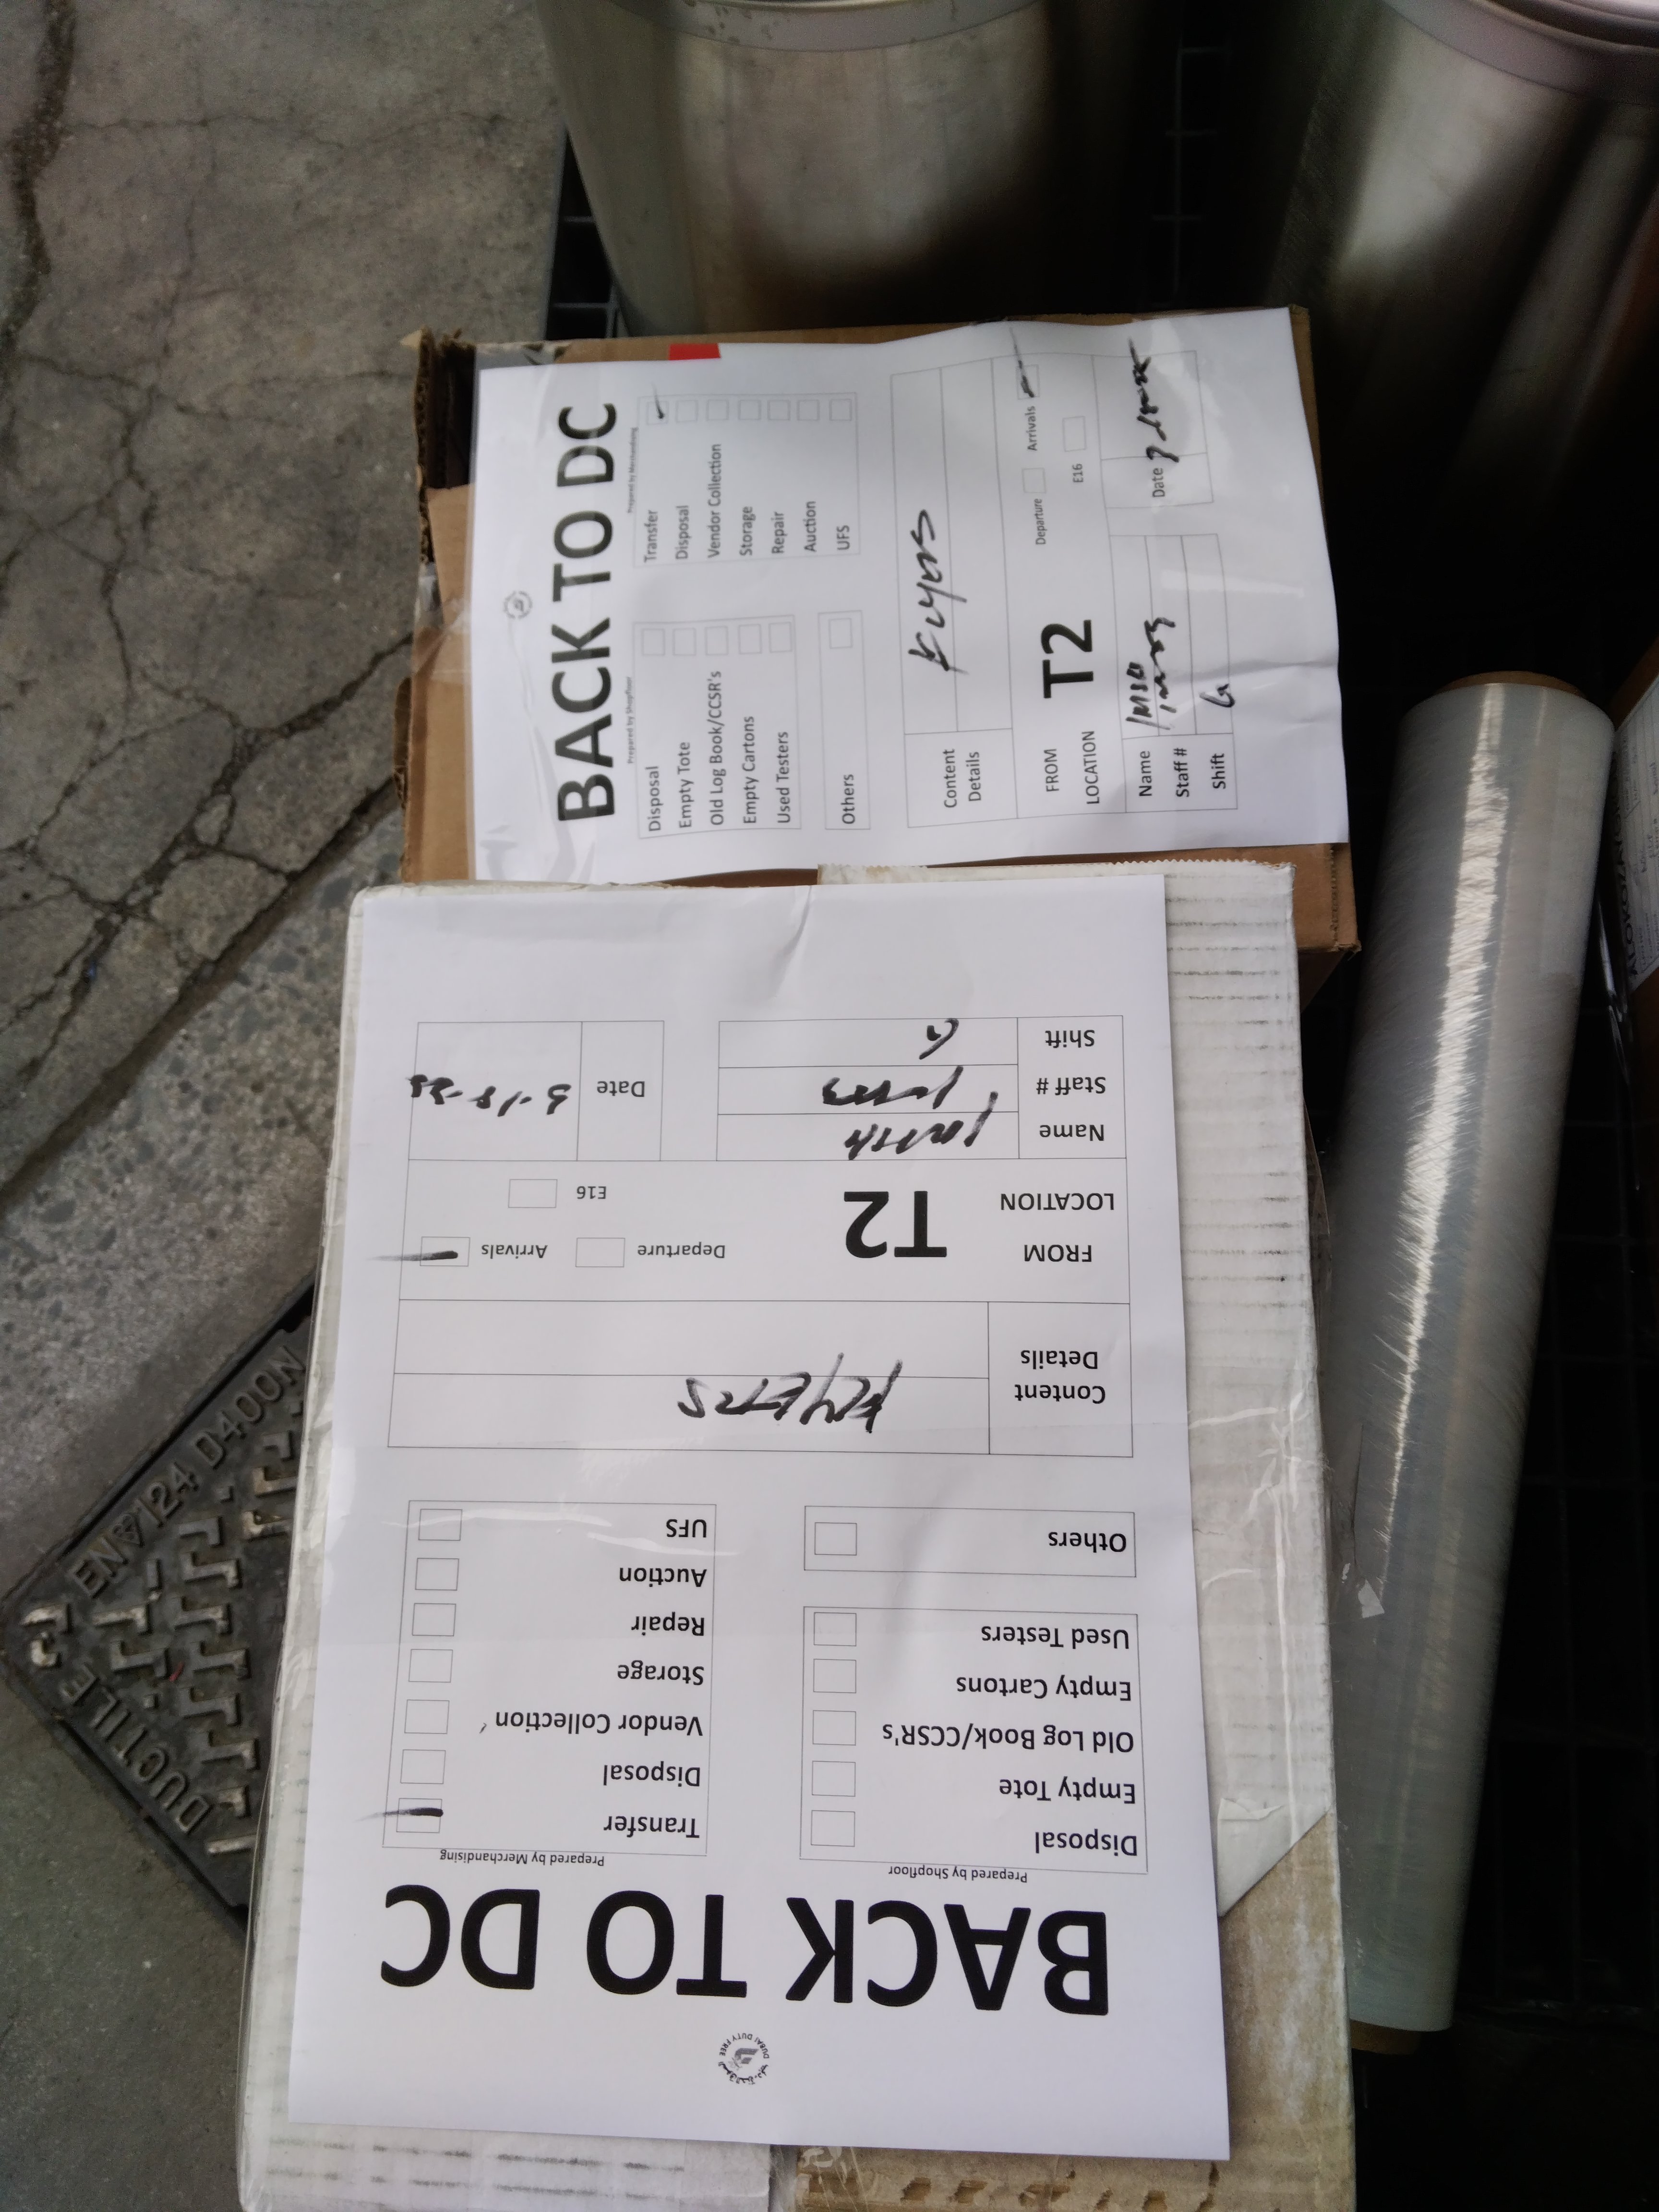 BACK TO DC
Prepared by Shopfloor
Prepared by Merchandising
Disposal
Empty Tote
Old Log Book/CCSR's
Empty Cartons
Used Testers
Others
Transfer
Disposal
Vendor Collection
Storage
Repair
Auction
UFS
Content
Details
FROM
LOCATION
T2
Departure
Arrivals
E16
Name
Staff #
Shift
Date
DUBAI DUTY FREE
BACK TO DC
Prepared by Shopfloor
Prepared by Merchandising
Disposal
Empty Tote
Old Log Book/CCSR's
Empty Cartons
Used Testers
Others
Transfer
Disposal
Vendor Collection
Storage
Repair
Auction
UFS
Content
Details
FROM
LOCATION
T2
Departure
Arrivals
E16
Name
Staff #
Shift
Date
EN 124 D400N
DUCTILE